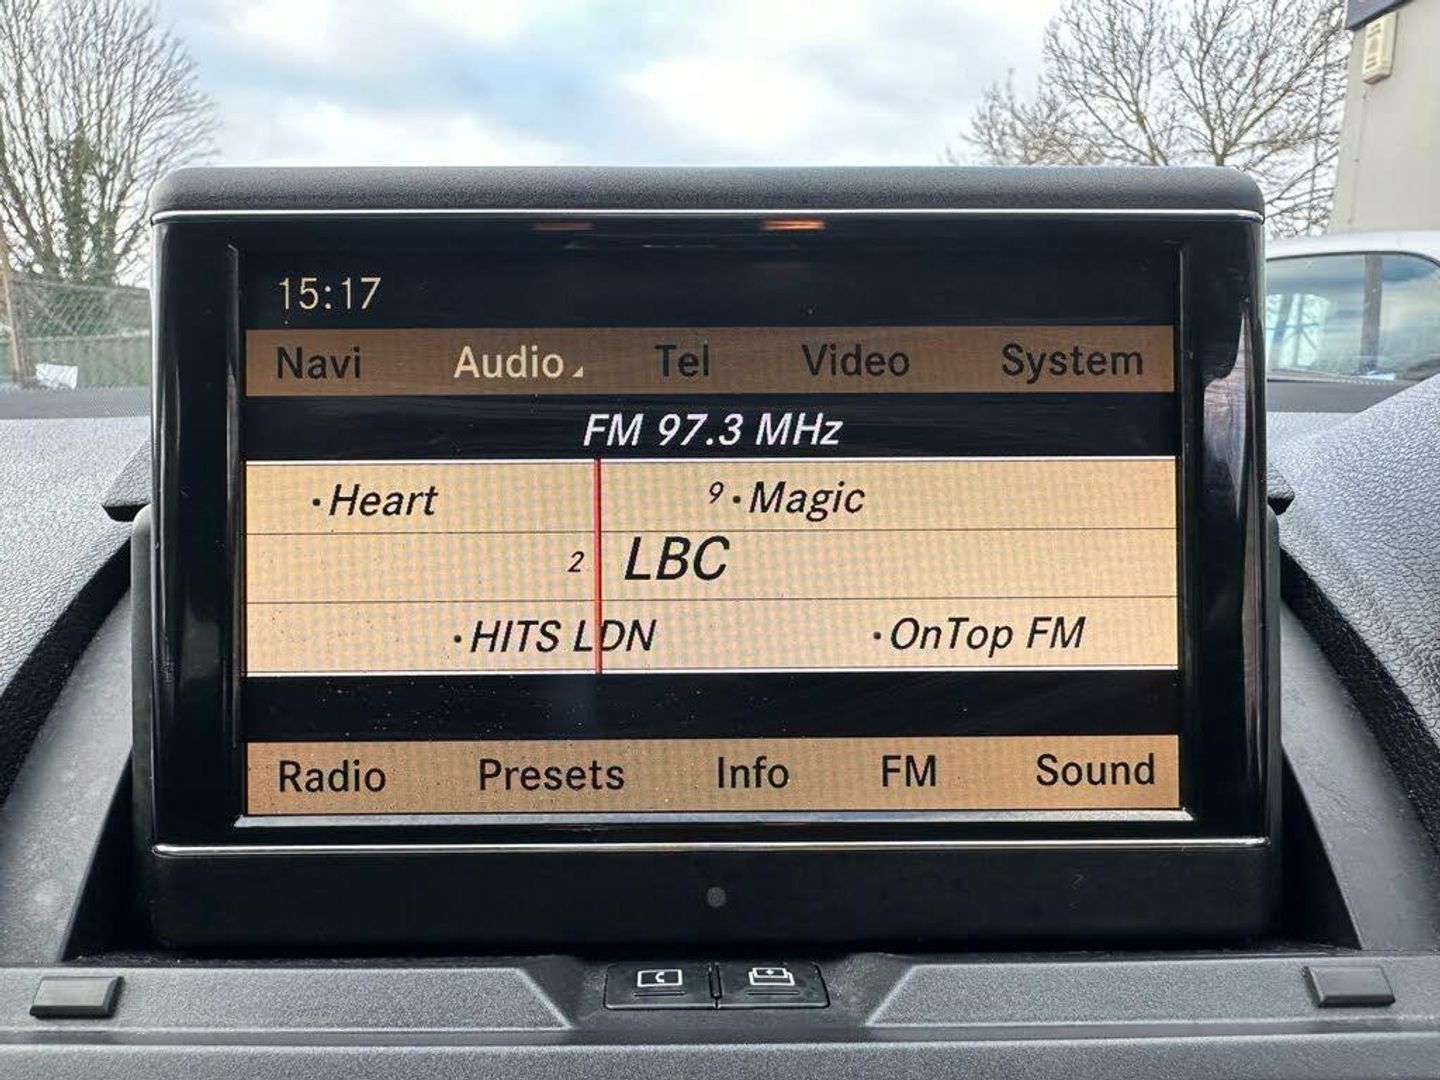 15:17
Navi Audio Tel Video System
FM 97.3 MHz
·Heart 9 ·Magic
2 LBC
·HITS LDN ·OnTop FM
Radio Presets Info FM Sound